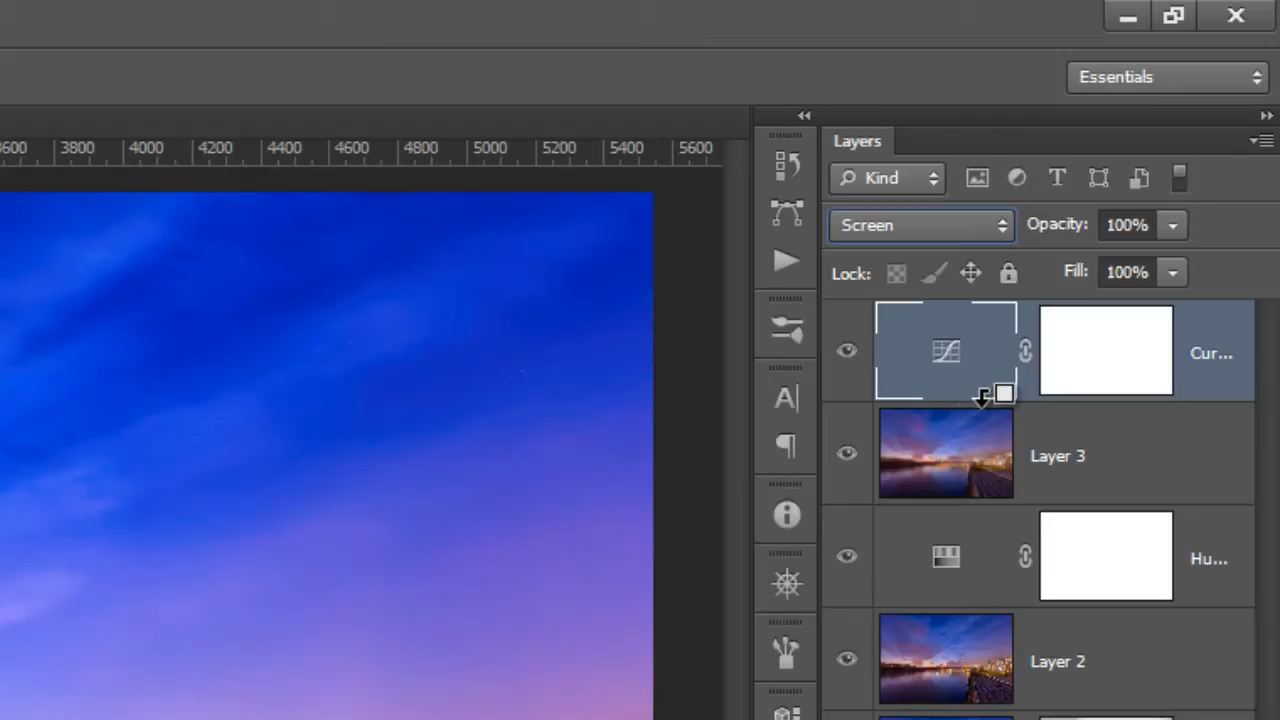 Essentials
3600 3800 4000 4200 4400 4600 4800 5000 5200 5400 5600
Layers
Kind
Screen Opacity: 100%
Lock: Fill: 100%
Cur...
Layer 3
Hu...
Layer 2